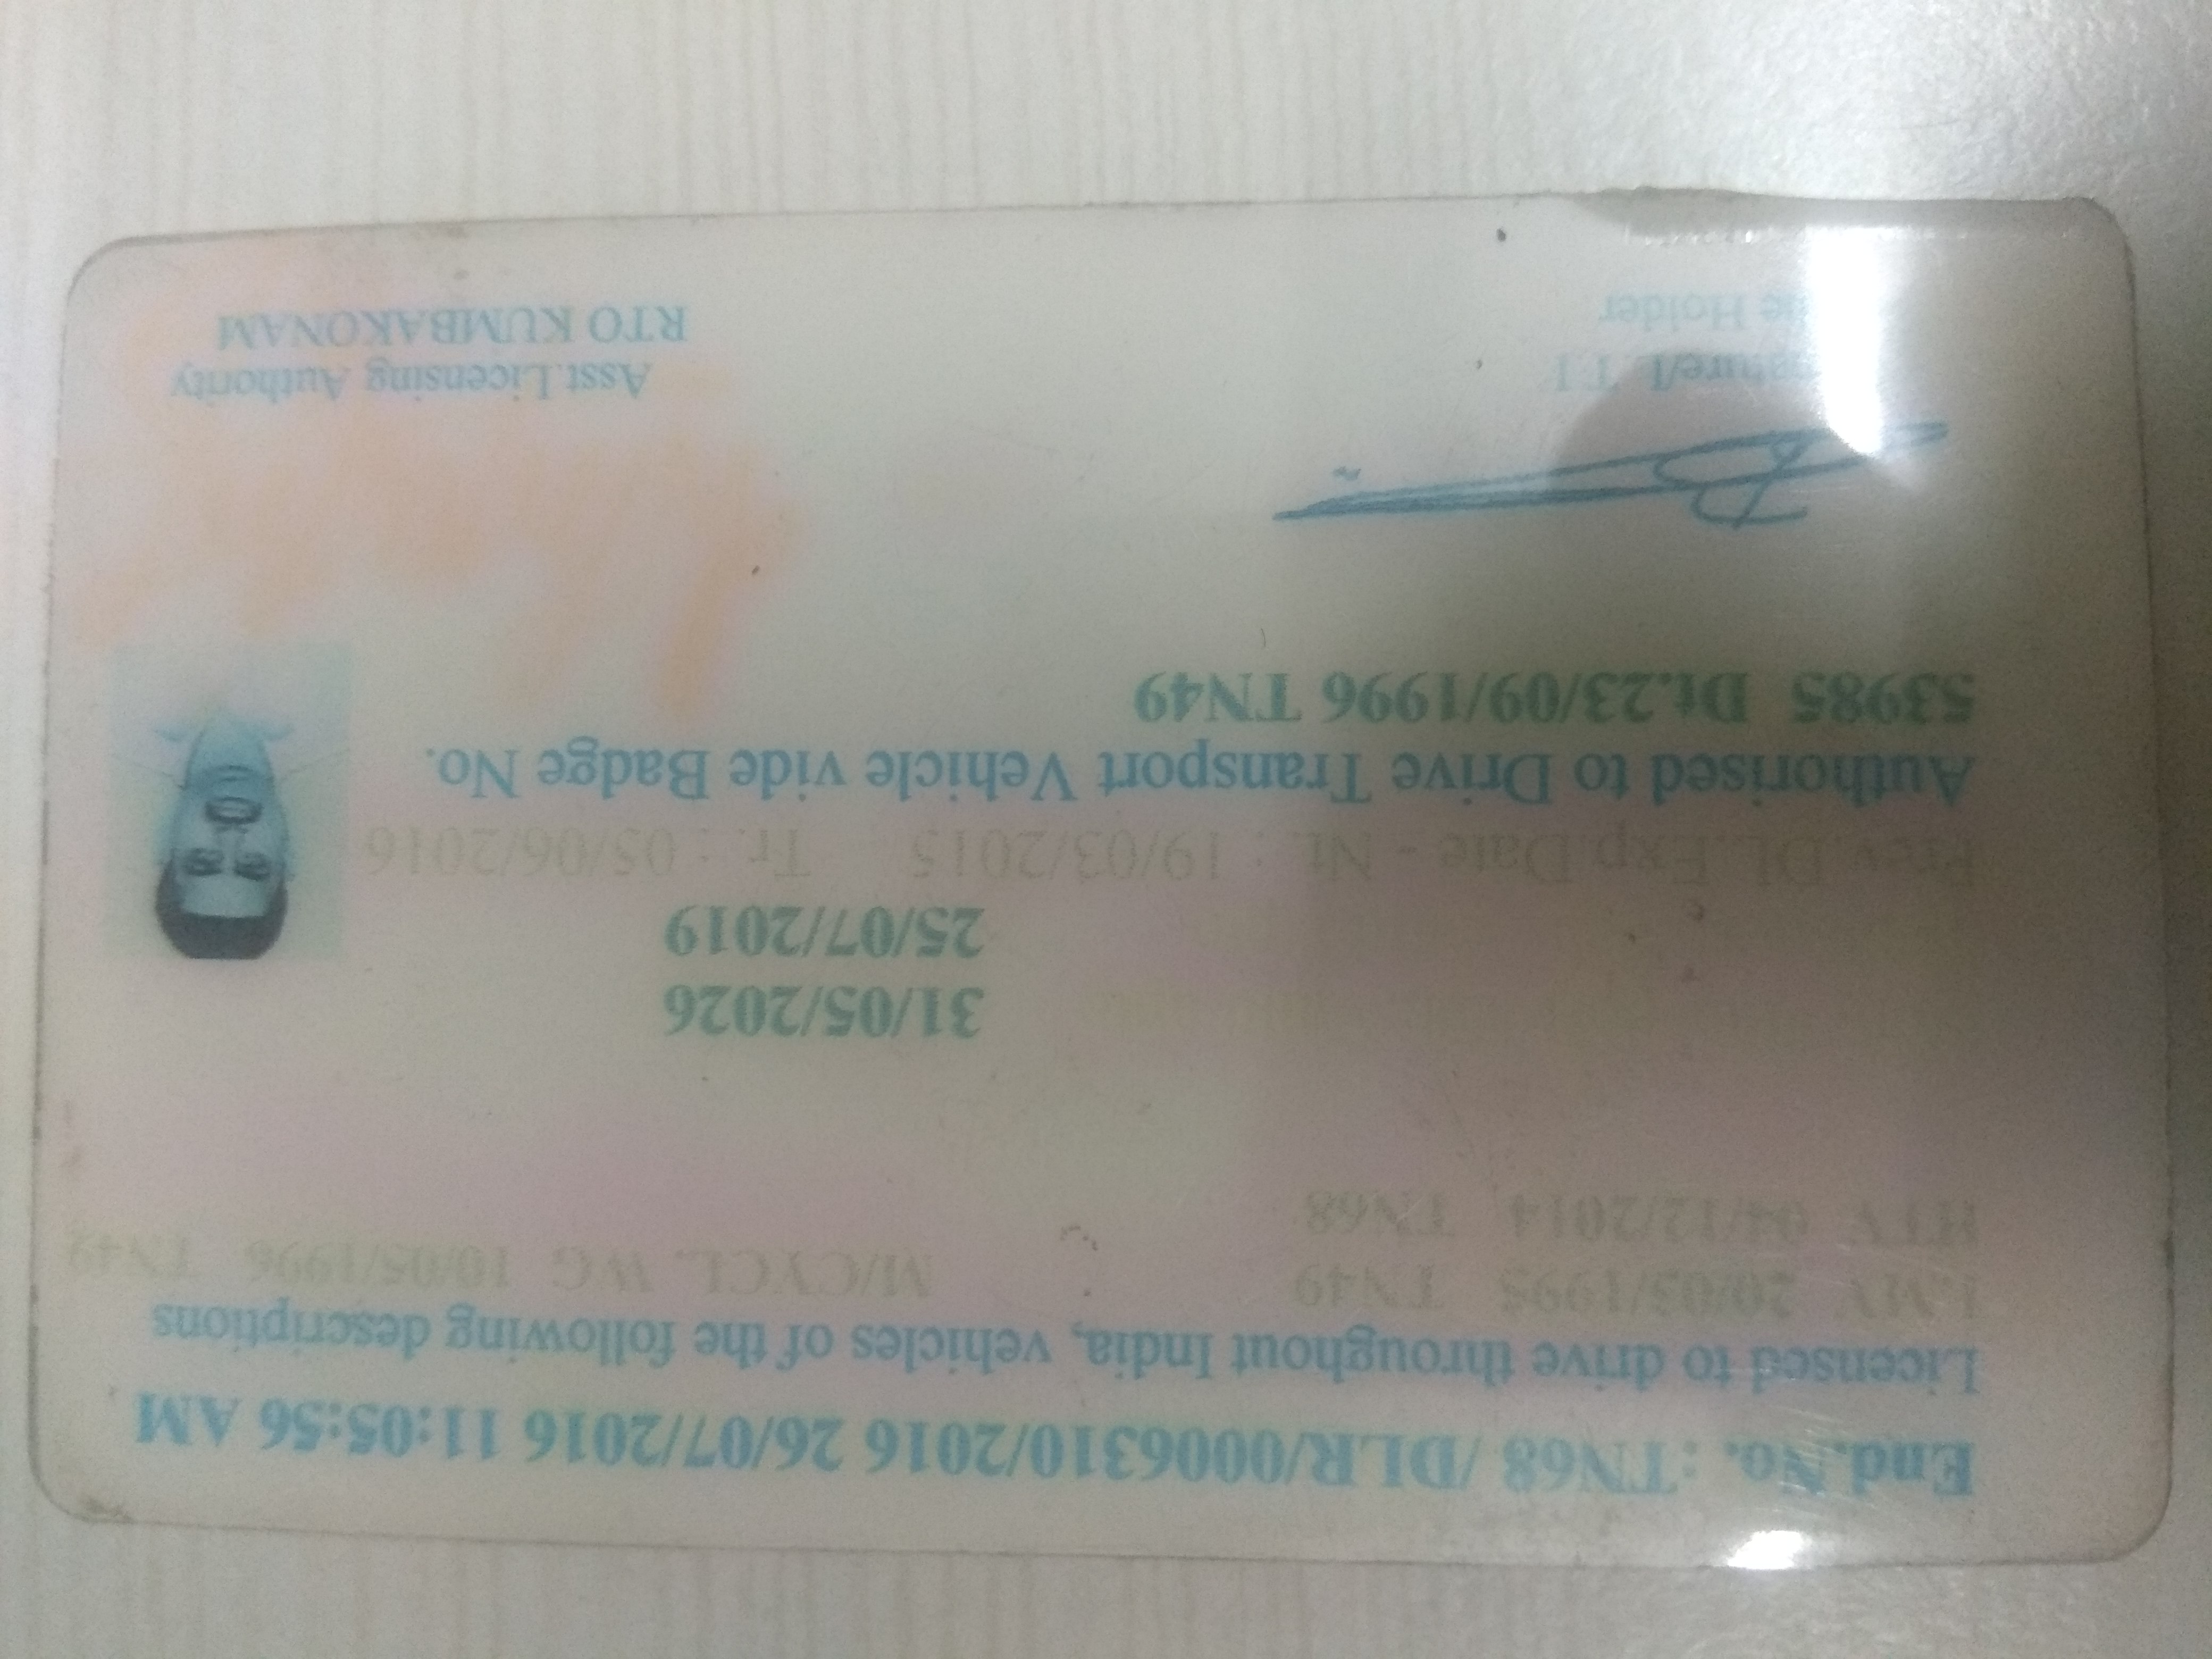 End.No. : TN68 /DLR/0006310/2016 26/07/2016 11:05:56 AM
Licensed to drive throughout India, vehicles of the following descriptions
LMV 20/03/1995 TN49 M/CYCL. WG 10/05/1996 TN49
HTV 04/12/2014 TN68
31/05/2026
25/07/2019
Prev.DL.Exp.Date - Nt : 19/03/2015 Tr. : 05/06/2016
Authorised to Drive Transport Vehicle vide Badge No.
53985 Dt.23/09/1996 TN49
Asst.Licensing Authority
Holder RTO KUMBAKONAM